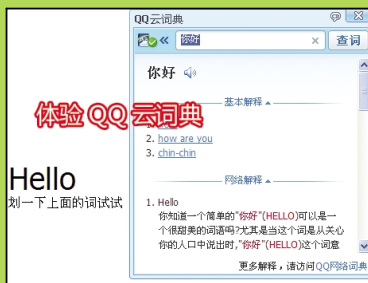 QQ云词典
你好
查词
你好
基本解释
体验 QQ 云词典
2. how are you
3. chin-chin
Hello
划一下上面的词试试
网络解释
1. Hello
你知道一个简单的"你好"(HELLO)可以是一
个很甜美的词语吗?尤其是当这个词是从关心
你的人口中说出时,"你好"(HELLO)这个词意
更多解释，请访问QQ网络词典